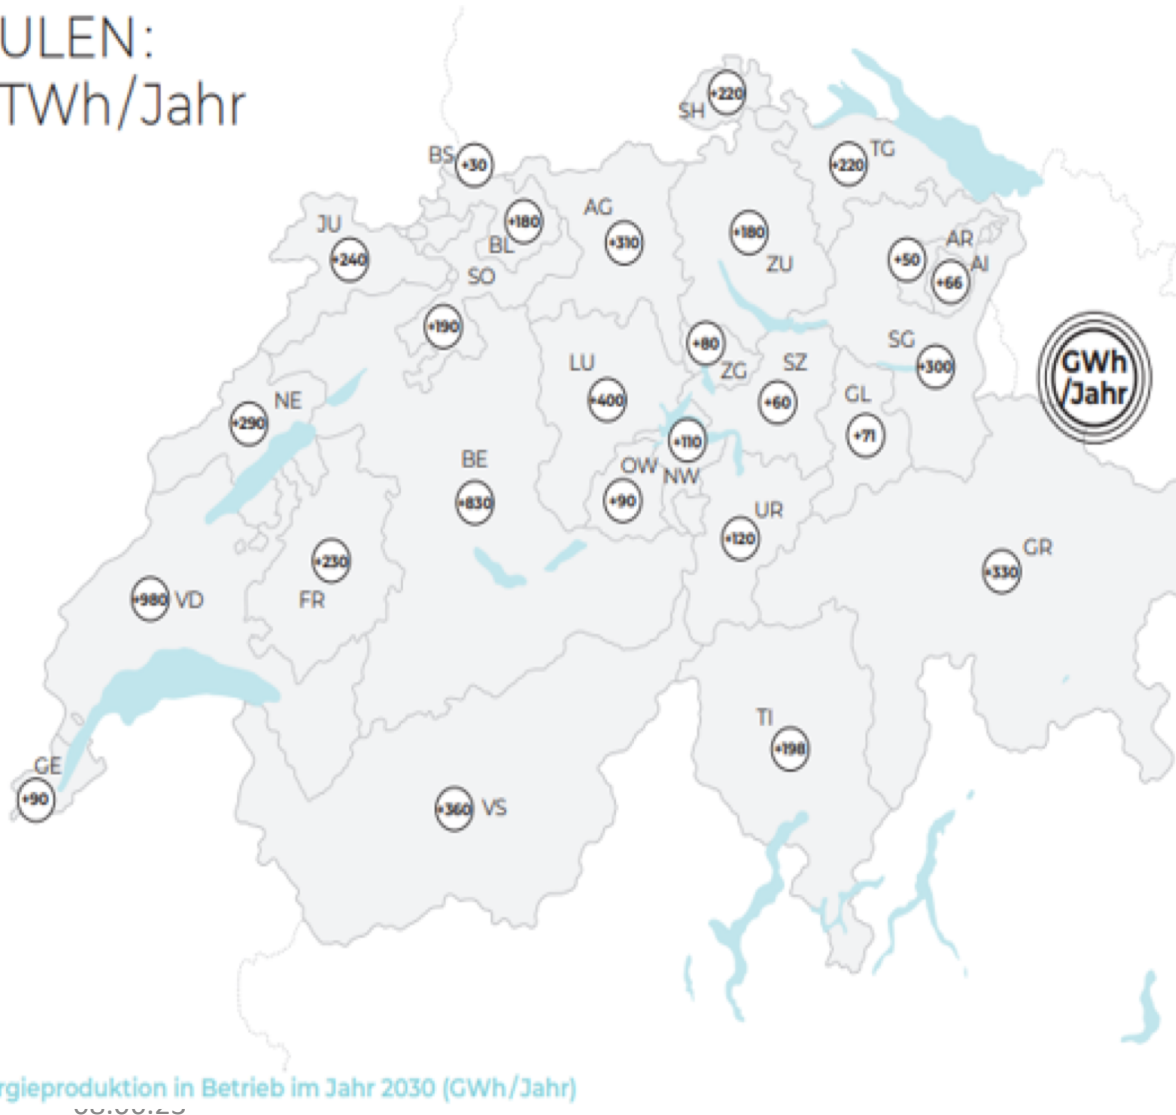 ULEN:
TWh/Jahr
SH
+220
BS
+30
TG
+220
JU
+240
BL
+180
AG
+310
+180
ZU
AR
+50
AI
+66
SO
+190
+80
ZG
SZ
+60
SG
+300
GWh
/Jahr
LU
+400
GL
+71
NE
+290
+110
NW
OW
+90
BE
+830
UR
+120
GR
+330
+230
FR
+980 VD
TI
+198
GE
+90
+360 VS
rgieproduktion in Betrieb im Jahr 2030 (GWh/Jahr)